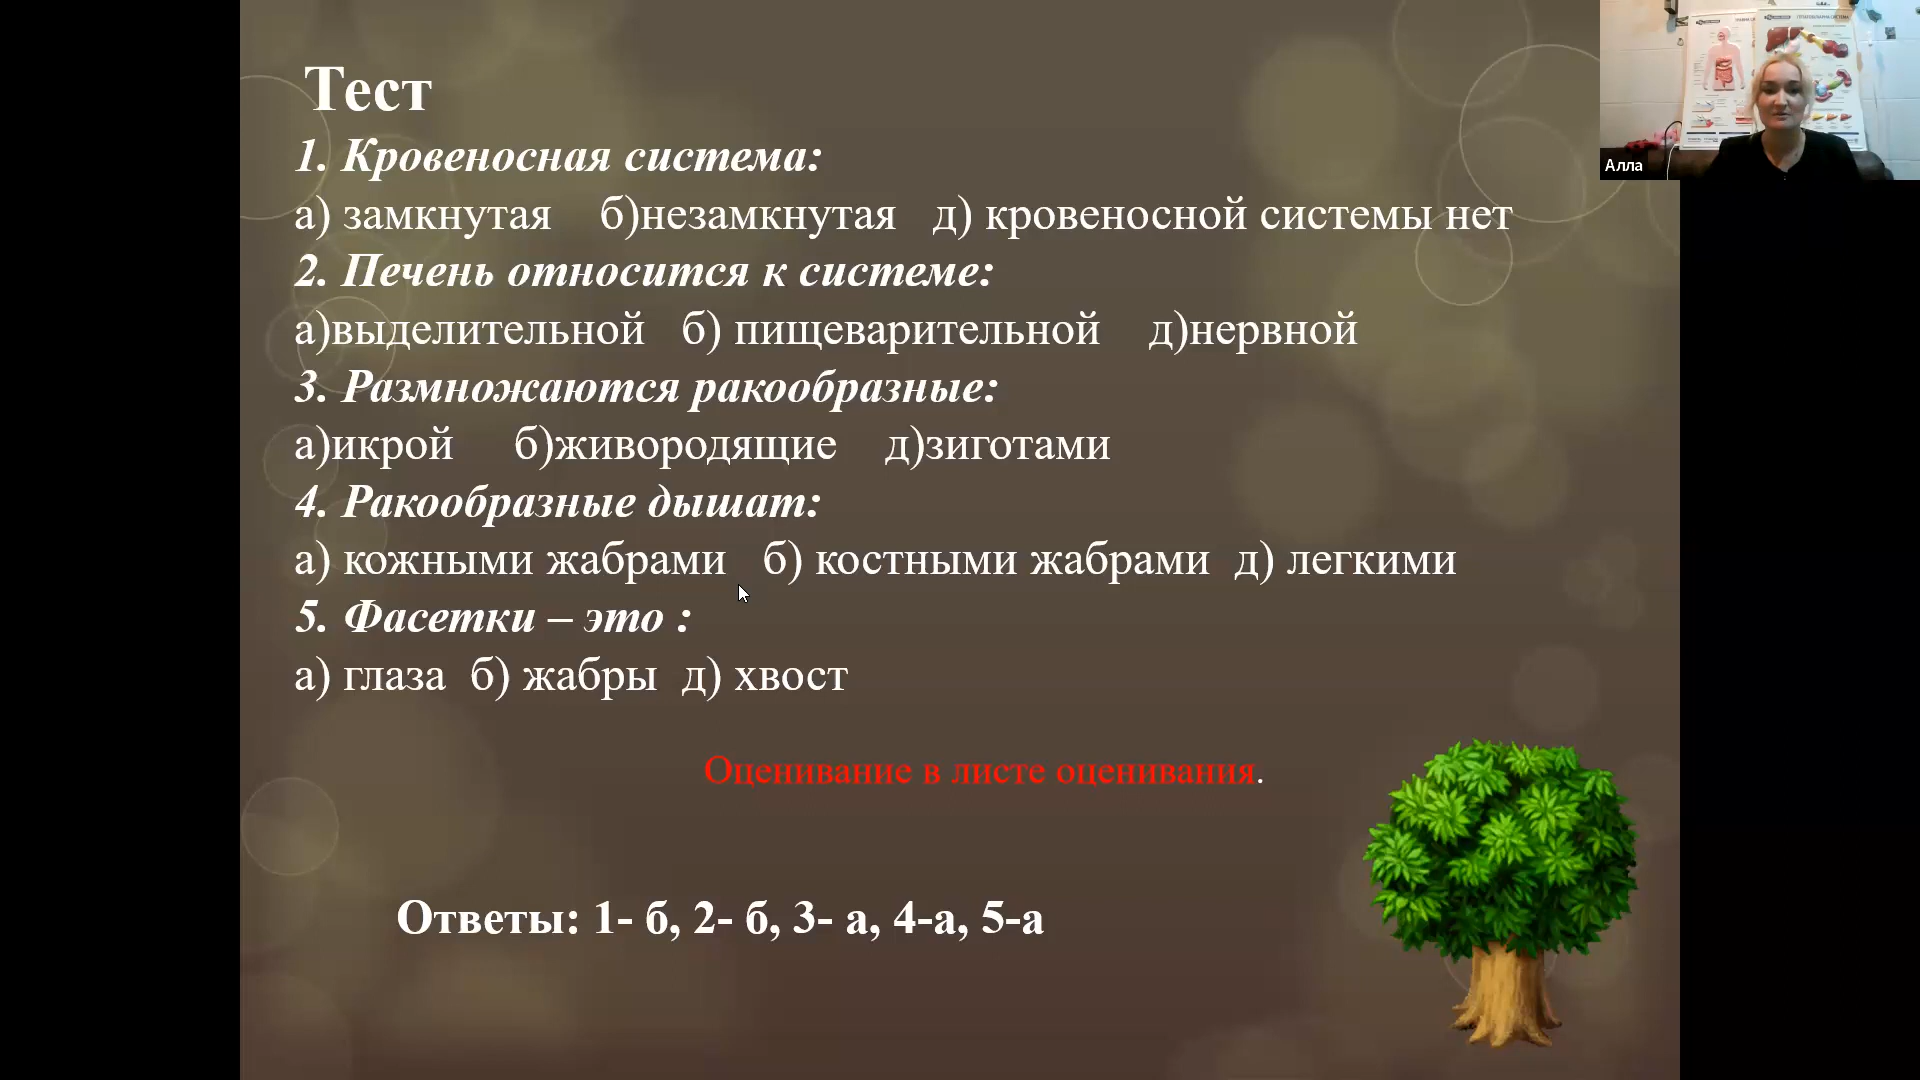 Тест
1. Кровеносная система:
а) замкнутая б)незамкнутая д) кровеносной системы нет
2. Печень относится к системе:
а)выделительной б) пищеварительной д)нервной
3. Размножаются ракообразные:
а)икрой б)живородящие д)зиготами
4. Ракообразные дышат:
а) кожными жабрами б) костными жабрами д) легкими
5. Фасетки – это :
а) глаза б) жабры д) хвост
Оценивание в листе оценивания.
Ответы: 1- б, 2- б, 3- а, 4-а, 5-а
Алла